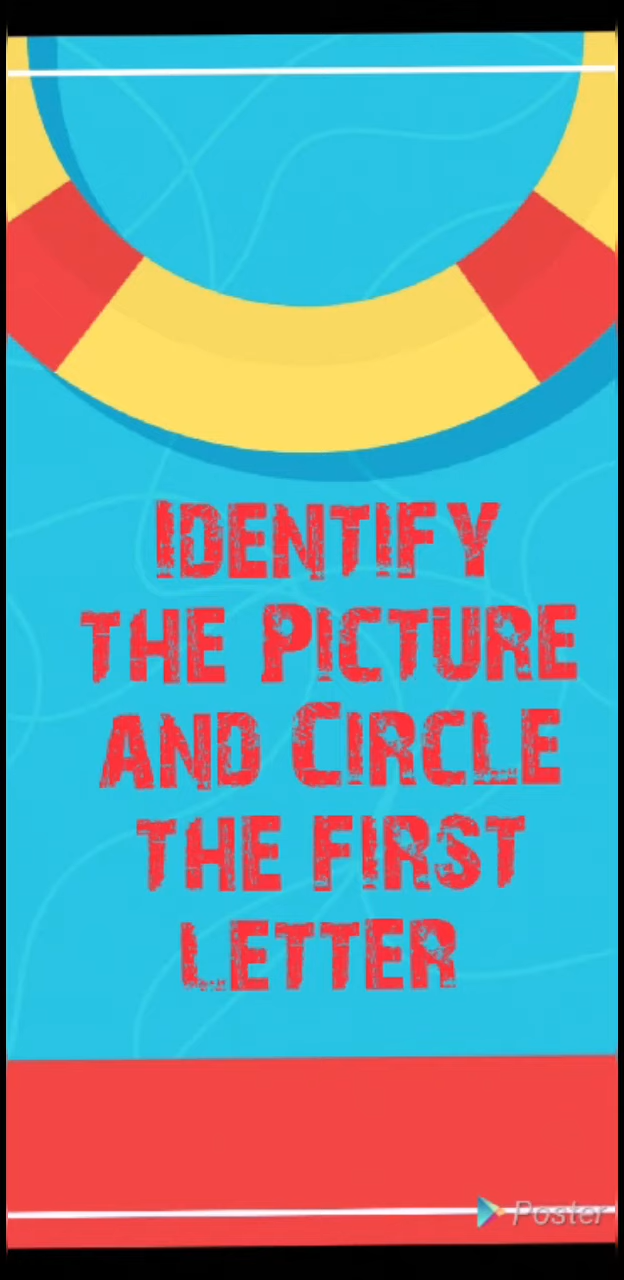 Identify
the Picture
and Circle
the first
letter
Poster